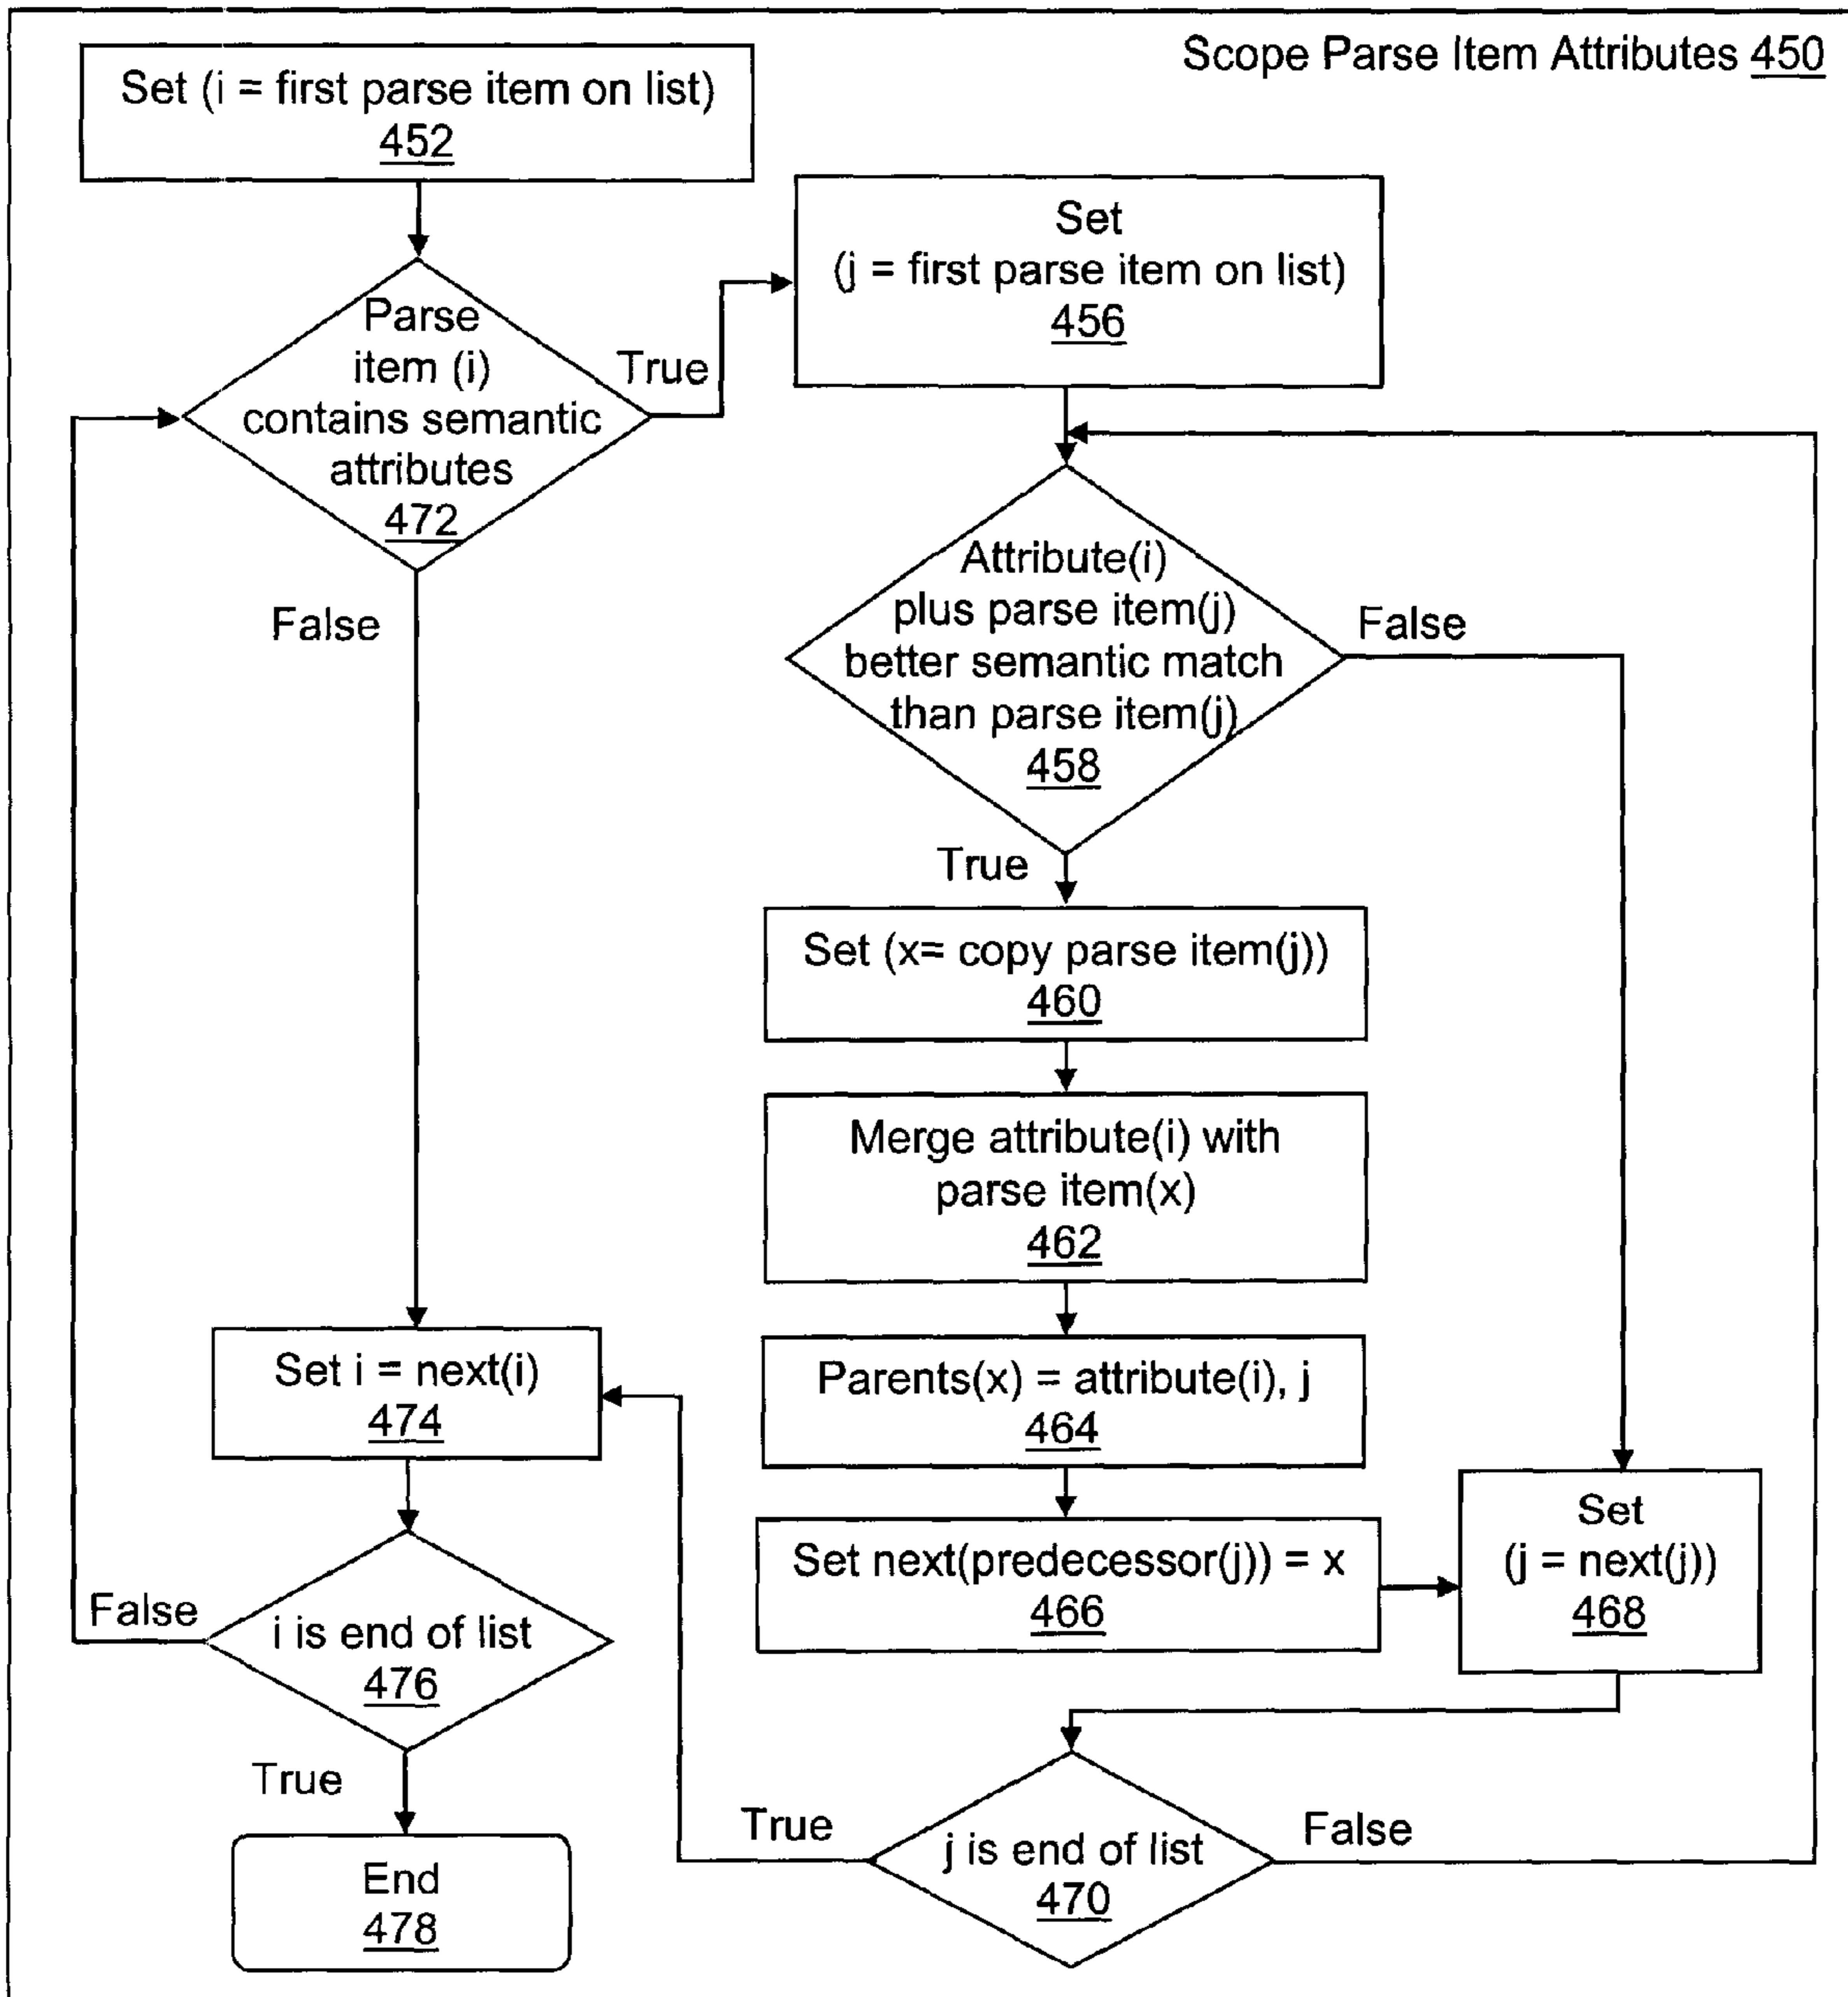 Scope Parse Item Attributes 450
Set (i = first parse item on list)
452
Parse
item (i)
contains semantic
attributes
472
True
False
Set
(j = first parse item on list)
456
Attribute(i)
plus parse item(j)
better semantic match
than parse item(j)
458
False
True
Set (x= copy parse item(j))
460
Merge attribute(i) with
parse item(x)
462
Parents(x) = attribute(i), j
464
Set next(predecessor(j)) = x
466
Set
(j = next(j))
468
j is end of list
470
True
False
Set i = next(i)
474
i is end of list
476
False
True
End
478